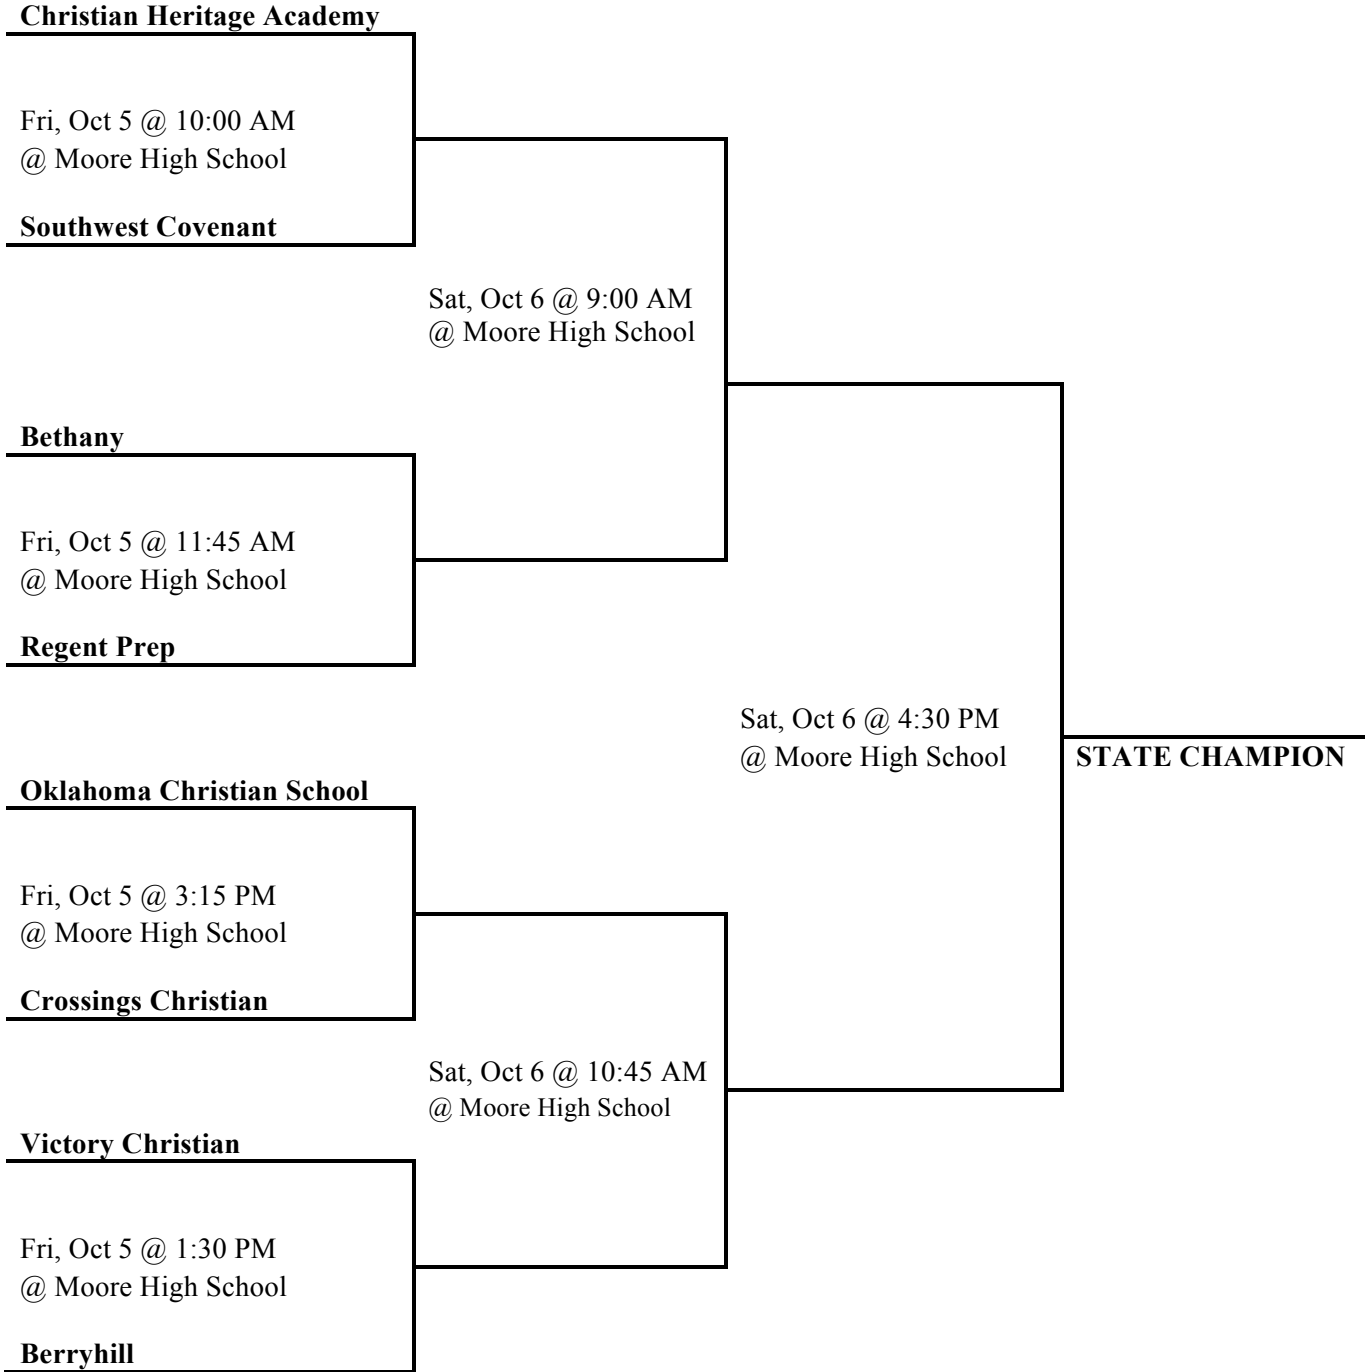 Christian Heritage Academy
Fri, Oct 5 @ 10:00 AM
@ Moore High School
Southwest Covenant
Sat, Oct 6 @ 9:00 AM
@ Moore High School
Bethany
Fri, Oct 5 @ 11:45 AM
@ Moore High School
Regent Prep
Sat, Oct 6 @ 4:30 PM
@ Moore High School
STATE CHAMPION
Oklahoma Christian School
Fri, Oct 5 @ 3:15 PM
@ Moore High School
Crossings Christian
Sat, Oct 6 @ 10:45 AM
@ Moore High School
Victory Christian
Fri, Oct 5 @ 1:30 PM
@ Moore High School
Berryhill